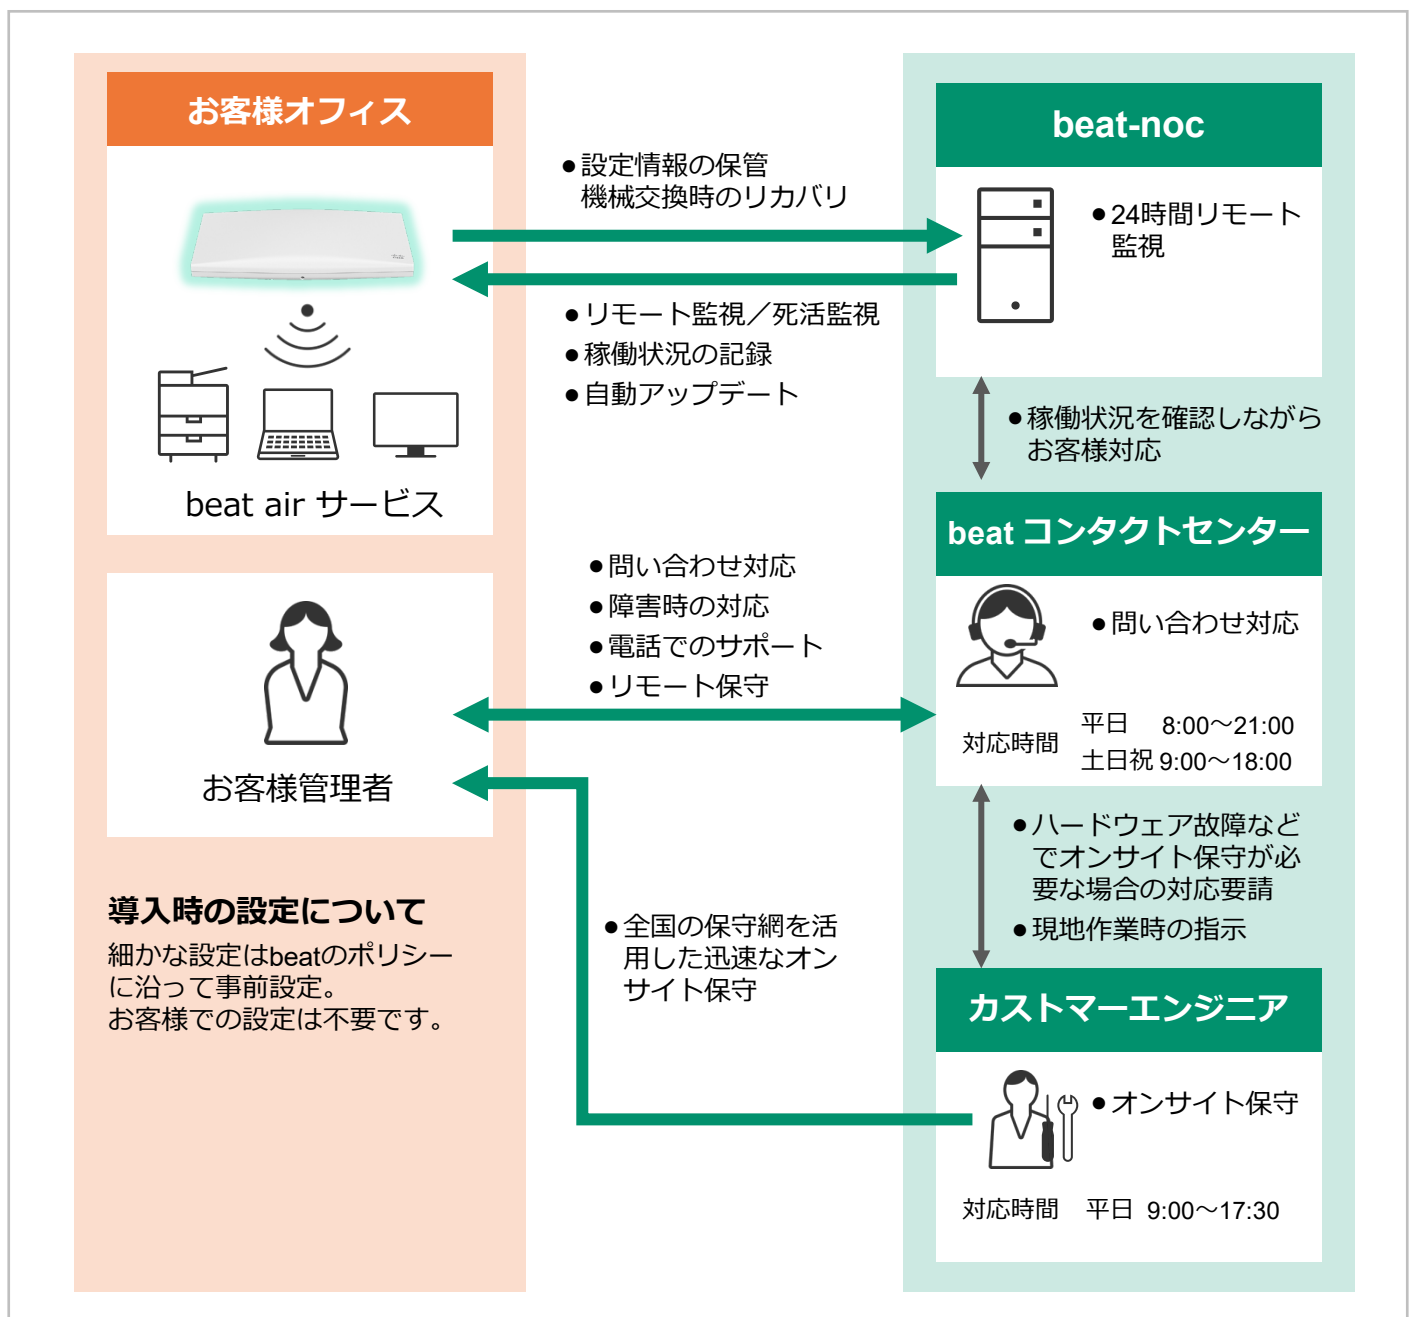 お客様オフィス
beat air サービス
お客様管理者
導入時の設定について
細かな設定はbeatのポリシー
に沿って事前設定。
お客様での設定は不要です。
●設定情報の保管
機械交換時のリカバリ
●リモート監視／死活監視
●稼働状況の記録
●自動アップデート
●問い合わせ対応
●障害時の対応
●電話でのサポート
●リモート保守
●全国の保守網を活
用した迅速なオン
サイト保守
beat-noc
●24時間リモート
監視
●稼働状況を確認しながら
お客様対応
beat コンタクトセンター
●問い合わせ対応
対応時間
平日 8:00～21:00
土日祝 9:00～18:00
●ハードウェア故障など
でオンサイト保守が必
要な場合の対応要請
●現地作業時の指示
カストマーエンジニア
●オンサイト保守
対応時間 平日 9:00～17:30